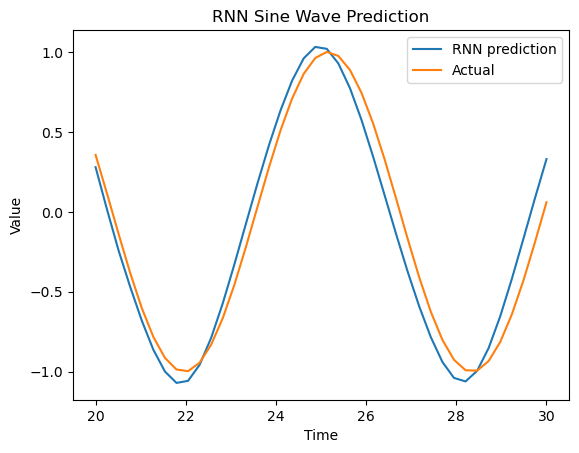 RNN Sine Wave Prediction
RNN prediction
Actual
1.0
0.5
0.0
−0.5
−1.0
Value
20
22
24
26
28
30
Time